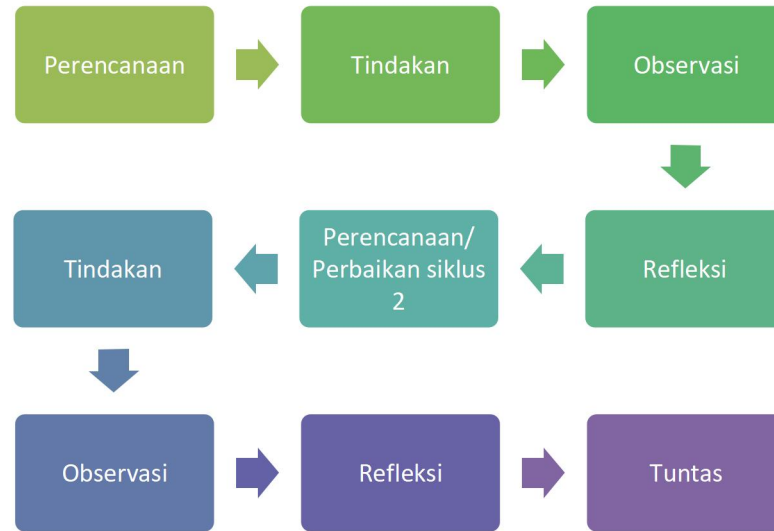 Perencanaan
Tindakan
Observasi
Refleksi
Perencanaan/
Perbaikan siklus
2
Tindakan
Observasi
Refleksi
Tuntas